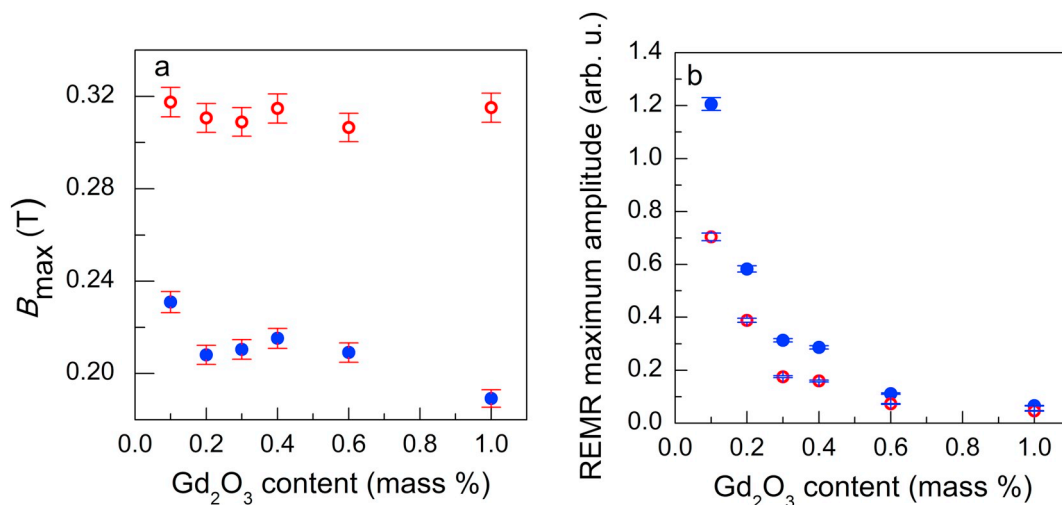 a
0.32
0.28
0.24
0.20
B_max (T)
0.0 0.2 0.4 0.6 0.8 1.0
Gd₂O₃ content (mass %)
b
1.4
1.2
1.0
0.8
0.6
0.4
0.2
0.0
REMR maximum amplitude (arb. u.)
0.0 0.2 0.4 0.6 0.8 1.0
Gd₂O₃ content (mass %)